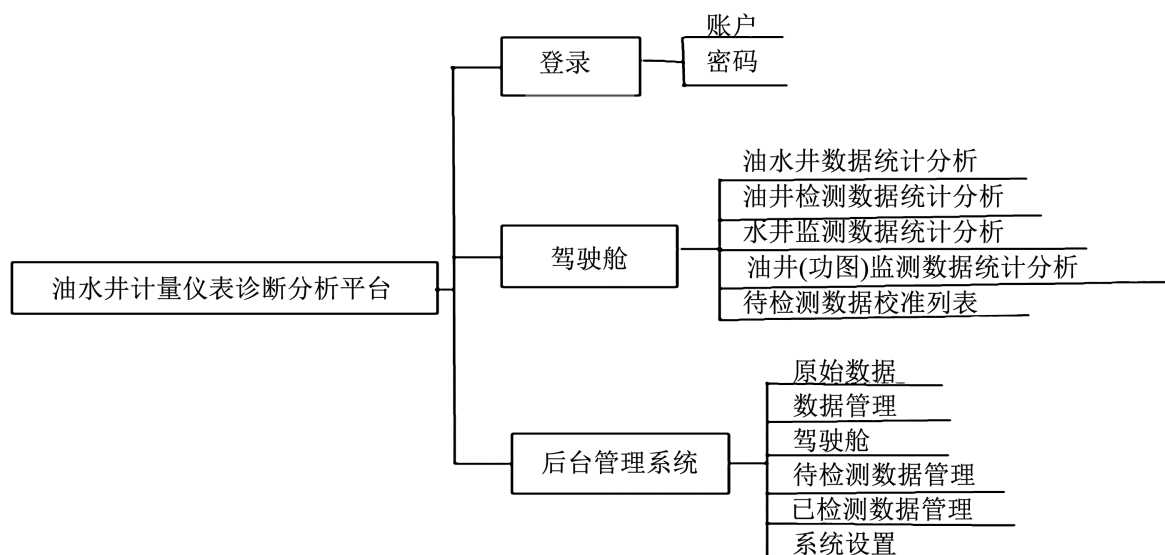 油水井计量仪表诊断分析平台
登录
账户
密码
驾驶舱
油水井数据统计分析
油井检测数据统计分析
水井监测数据统计分析
油井(功图)监测数据统计分析
待检测数据校准列表
后台管理系统
原始数据
数据管理
驾驶舱
待检测数据管理
已检测数据管理
系统设置